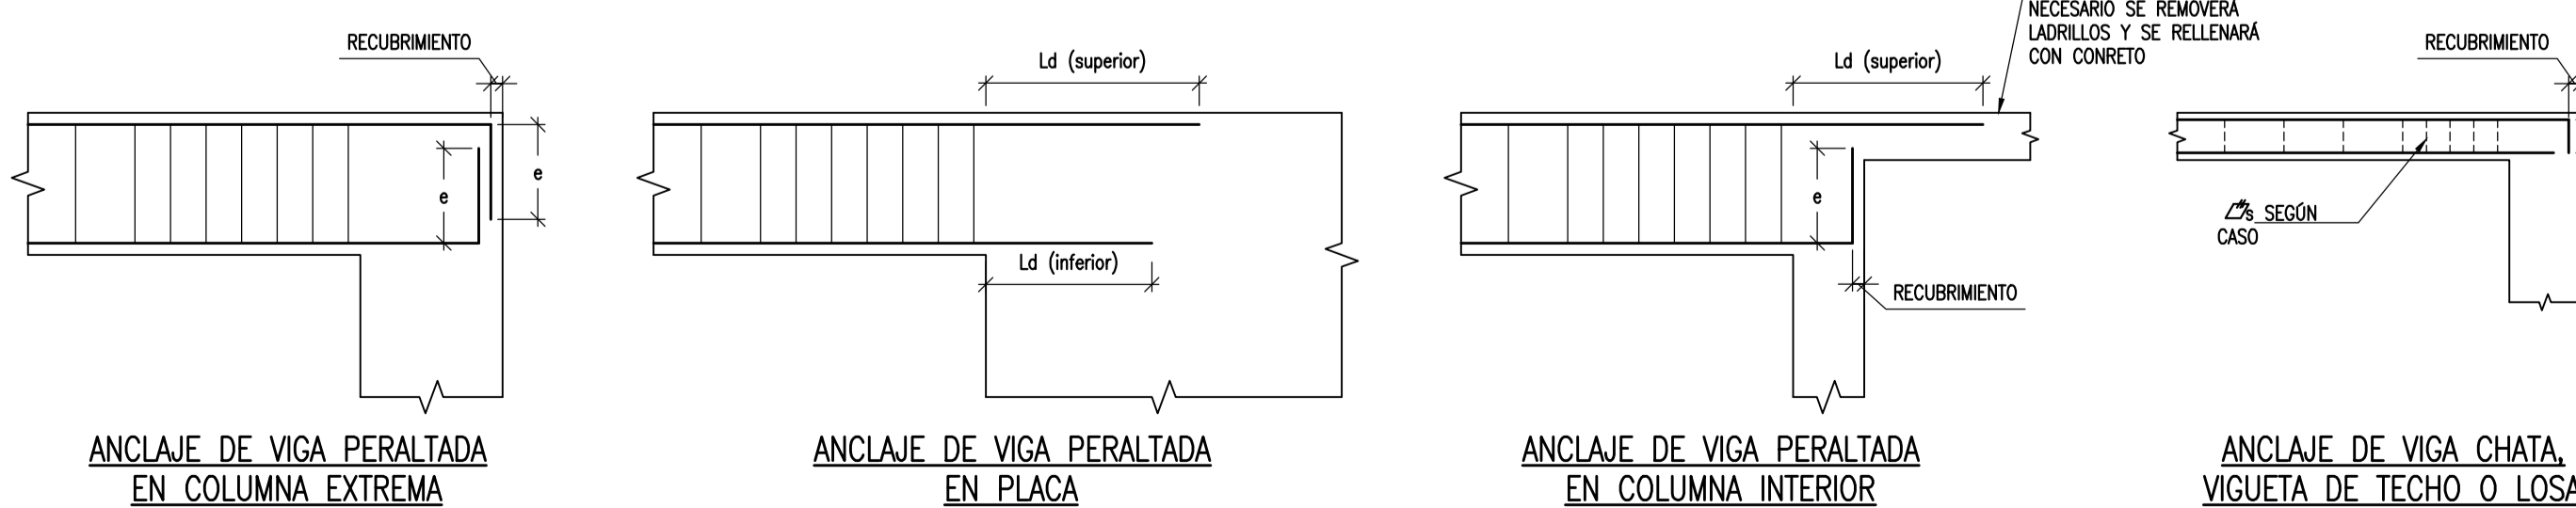 RECUBRIMIENTO
e
e
ANCLAJE DE VIGA PERALTADA
EN COLUMNA EXTREMA
Ld (superior)
Ld (inferior)
ANCLAJE DE VIGA PERALTADA
EN PLACA
Ld (superior)
NECESARIO SE REMOVERÁ
LADRILLOS Y SE RELLENARÁ
CON CONRETO
e
RECUBRIMIENTO
ANCLAJE DE VIGA PERALTADA
EN COLUMNA INTERIOR
RECUBRIMIENTO
s SEGÚN
CASO
ANCLAJE DE VIGA CHATA,
VIGUETA DE TECHO O LOSA